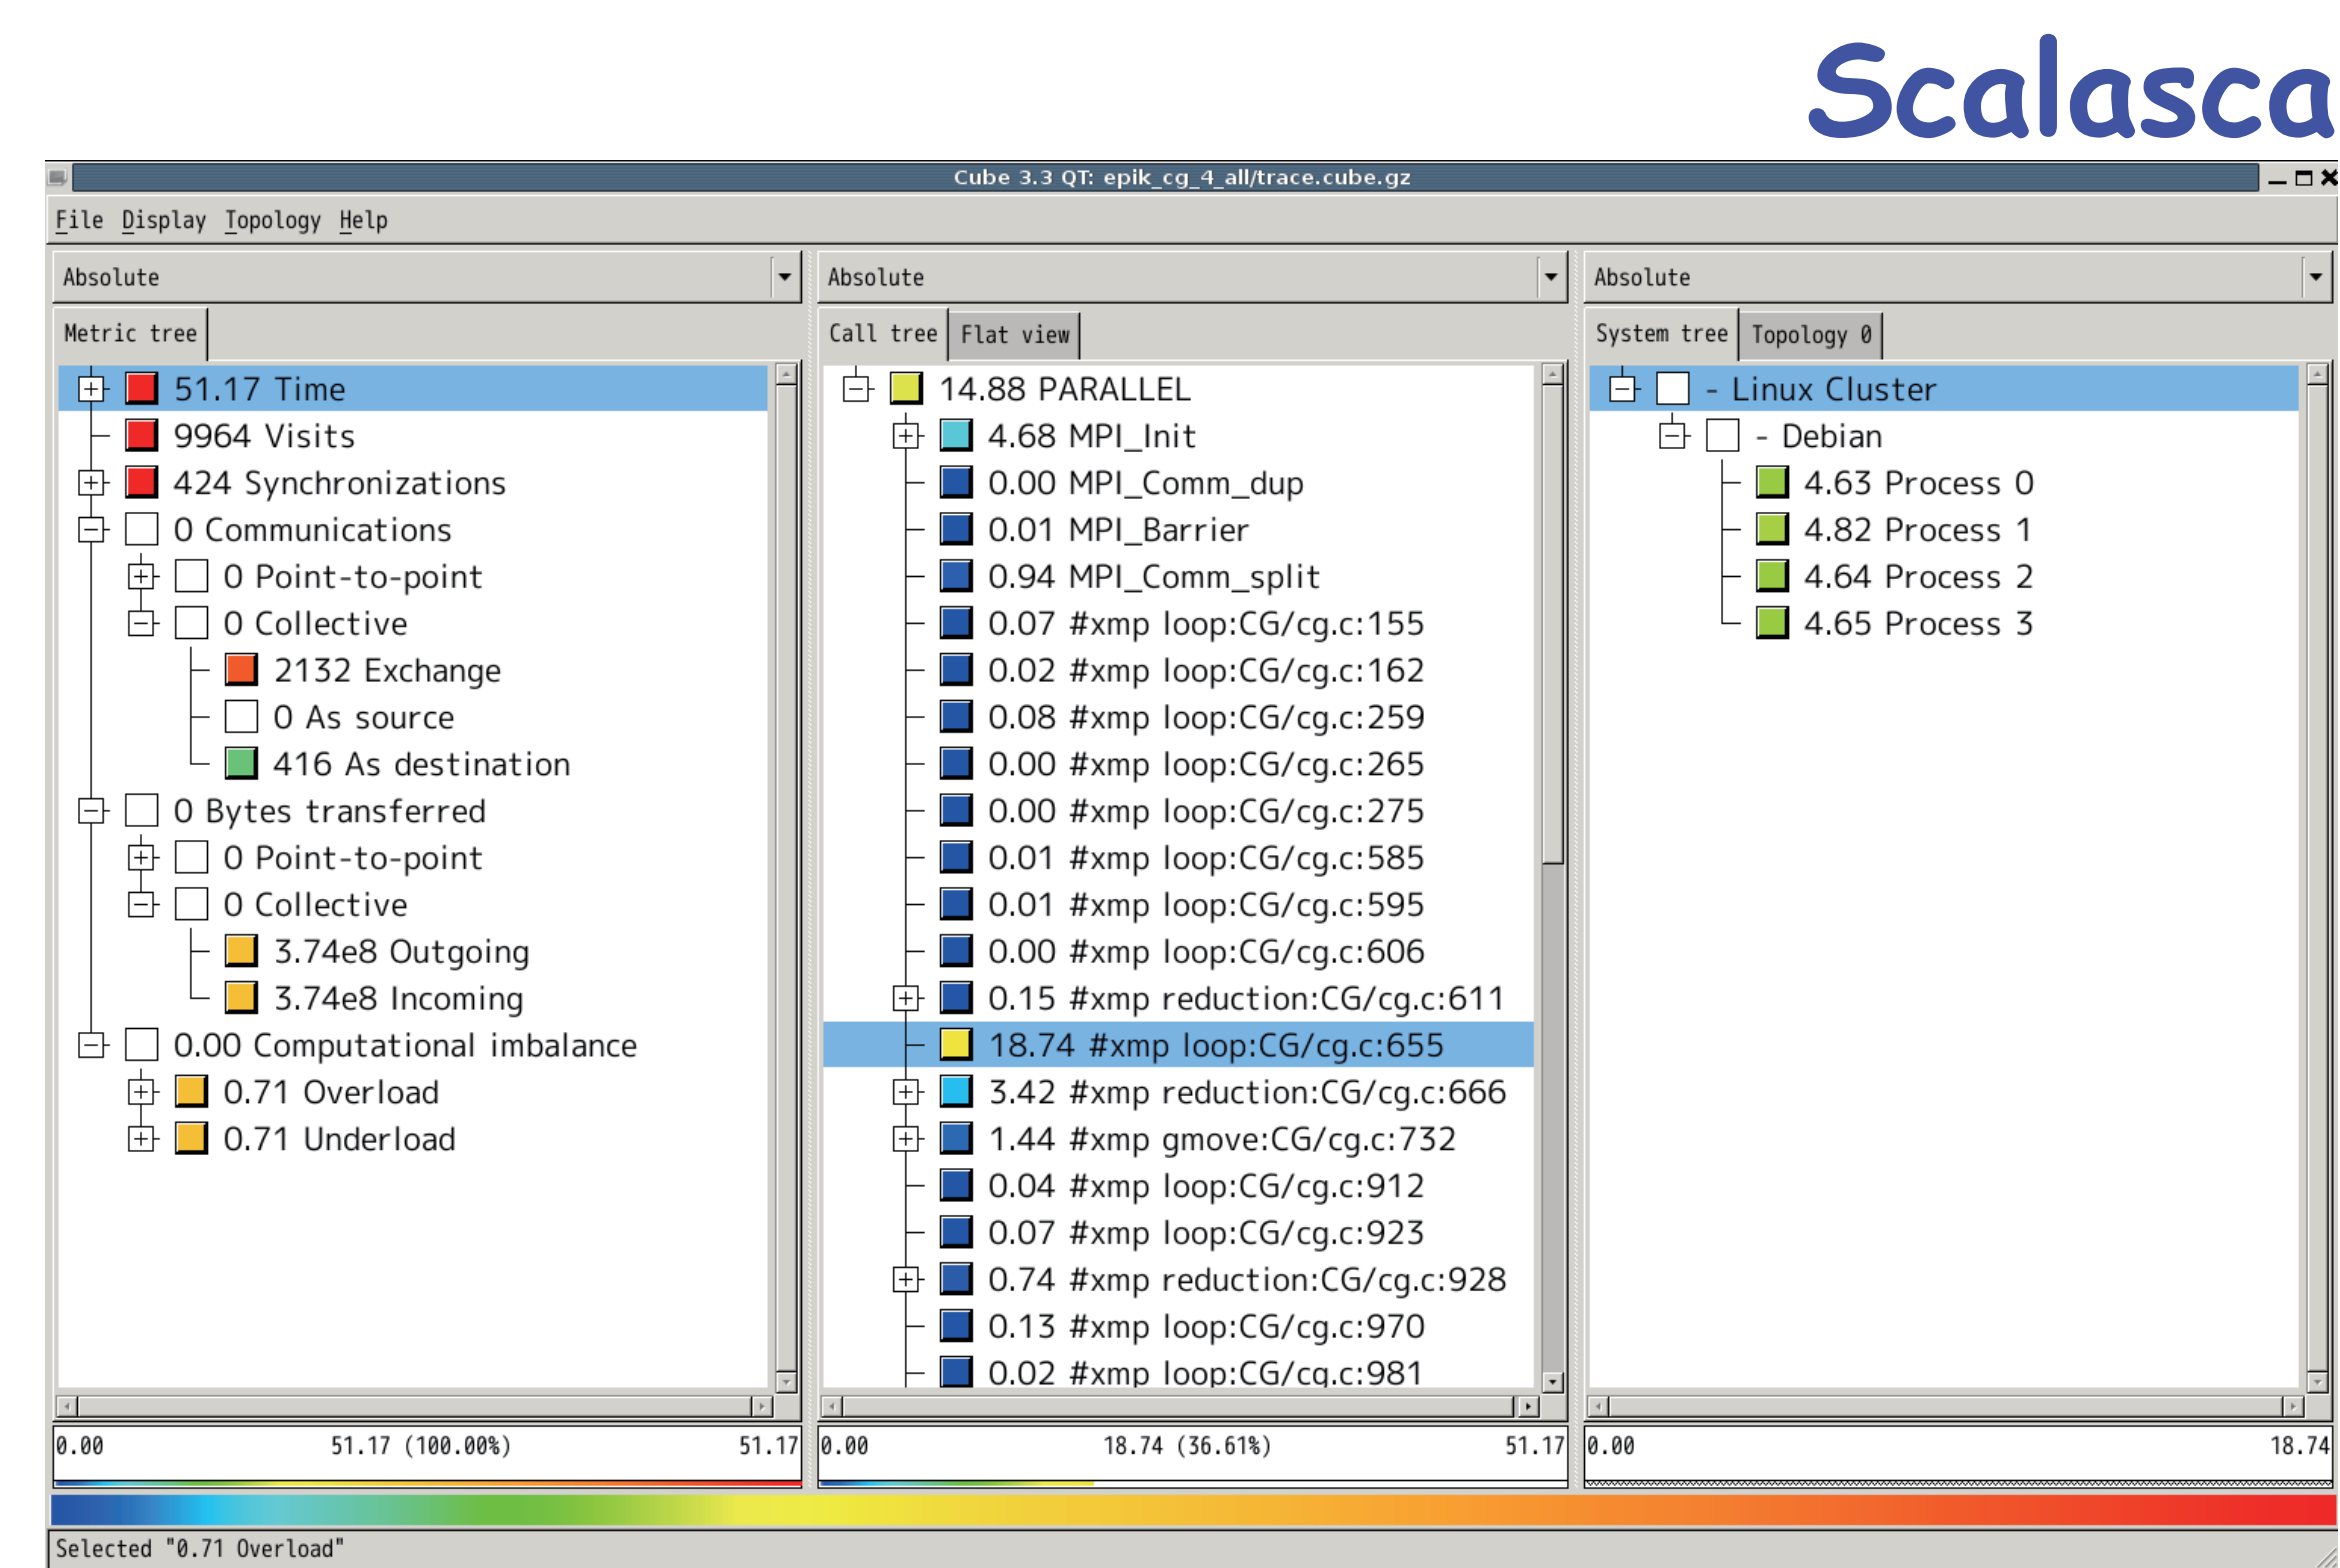 Scalasca
Cube 3.3 QT: epik_cg_4_all/trace.cube.gz
File Display Topology Help
Absolute
Metric tree
51.17 Time
9964 Visits
424 Synchronizations
0 Communications
0 Point-to-point
0 Collective
2132 Exchange
0 As source
416 As destination
0 Bytes transferred
0 Point-to-point
0 Collective
3.74e8 Outgoing
3.74e8 Incoming
0.00 Computational imbalance
0.71 Overload
0.71 Underload
0.00 51.17 (100.00%) 51.17
Absolute
Call tree Flat view
14.88 PARALLEL
4.68 MPI_Init
0.00 MPI_Comm_dup
0.01 MPI_Barrier
0.94 MPI_Comm_split
0.07 #xmp loop:CG/cg.c:155
0.02 #xmp loop:CG/cg.c:162
0.08 #xmp loop:CG/cg.c:259
0.00 #xmp loop:CG/cg.c:265
0.00 #xmp loop:CG/cg.c:275
0.01 #xmp loop:CG/cg.c:585
0.01 #xmp loop:CG/cg.c:595
0.00 #xmp loop:CG/cg.c:606
0.15 #xmp reduction:CG/cg.c:611
18.74 #xmp loop:CG/cg.c:655
3.42 #xmp reduction:CG/cg.c:666
1.44 #xmp gmove:CG/cg.c:732
0.04 #xmp loop:CG/cg.c:912
0.07 #xmp loop:CG/cg.c:923
0.74 #xmp reduction:CG/cg.c:928
0.13 #xmp loop:CG/cg.c:970
0.02 #xmp loop:CG/cg.c:981
0.00 18.74 (36.61%) 51.17
Absolute
System tree Topology 0
- Linux Cluster
- Debian
4.63 Process 0
4.82 Process 1
4.64 Process 2
4.65 Process 3
0.00 18.74
Selected "0.71 Overload"